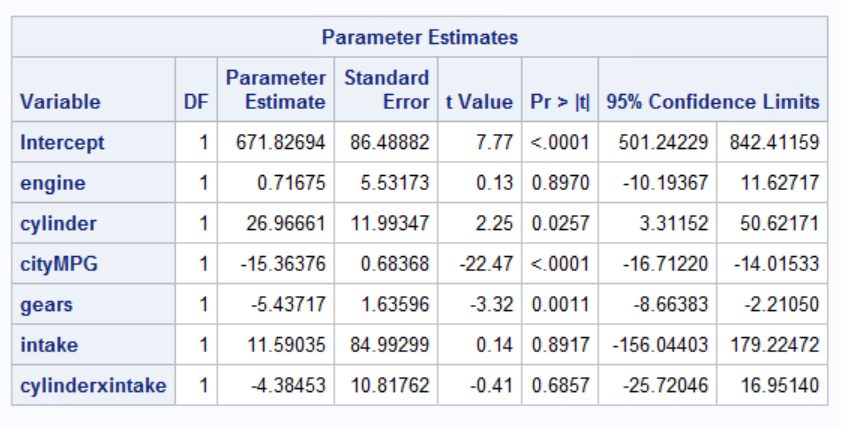 Parameter Estimates
Variable DF Parameter Estimate Standard Error t Value Pr > |t| 95% Confidence Limits
Intercept 1 671.82694 86.48882 7.77 <.0001 501.24229 842.41159
engine 1 0.71675 5.53173 0.13 0.8970 -10.19367 11.62717
cylinder 1 26.96661 11.99347 2.25 0.0257 3.31152 50.62171
cityMPG 1 -15.36376 0.68368 -22.47 <.0001 -16.71220 -14.01533
gears 1 -5.43717 1.63596 -3.32 0.0011 -8.66383 -2.21050
intake 1 11.59035 84.99299 0.14 0.8917 -156.04403 179.22472
cylinderxintake 1 -4.38453 10.81762 -0.41 0.6857 -25.72046 16.95140